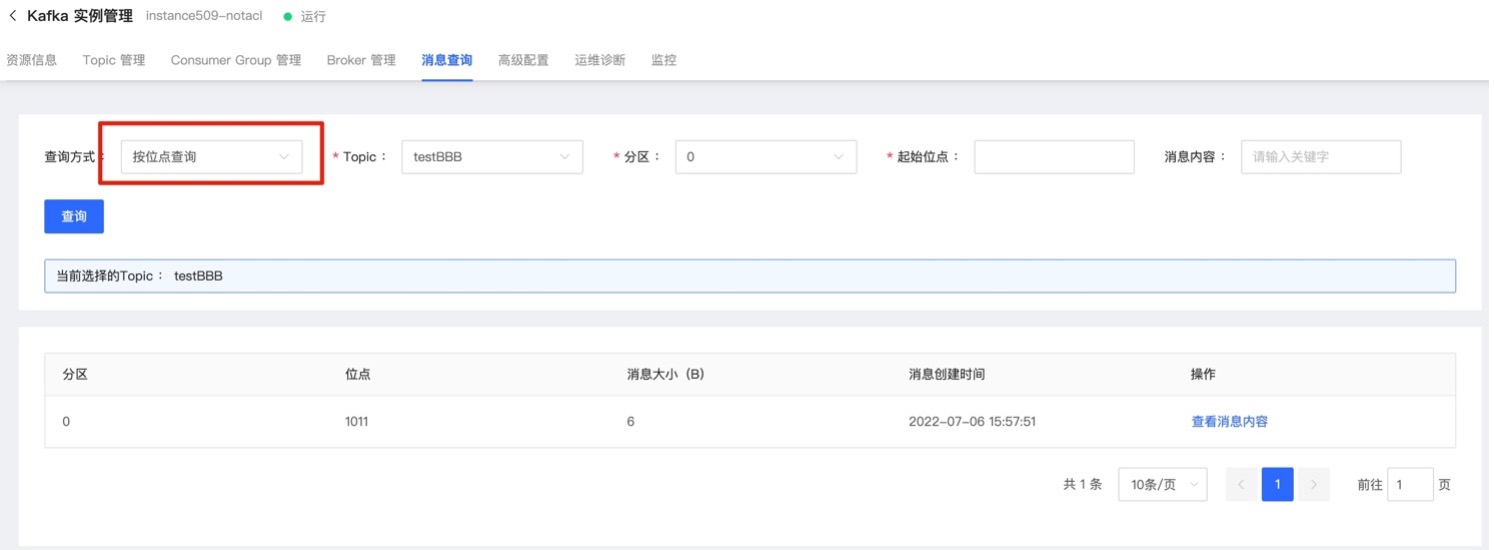 Kafka 实例管理 instance509-notacl 运行
资源信息 Topic 管理 Consumer Group 管理 Broker 管理 消息查询 高级配置 运维诊断 监控
查询方式： 按位点查询 * Topic： testBBB * 分区： 0 * 起始位点： 消息内容： 请输入关键字
查询
当前选择的Topic： testBBB
分区 位点 消息大小（B） 消息创建时间 操作
0 1011 6 2022-07-06 15:57:51 查看消息内容
共 1 条 10条/页 1 前往 1 页